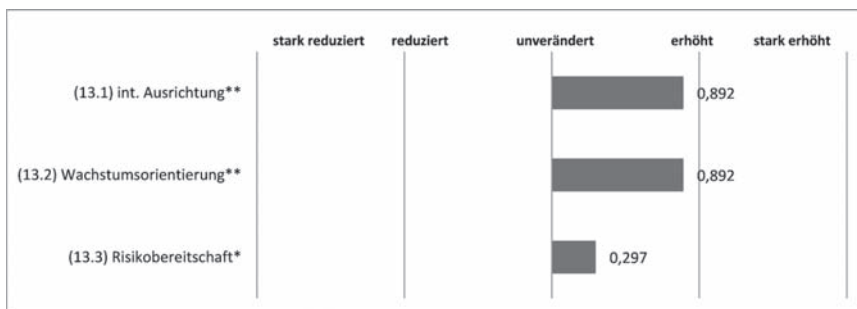 stark reduziert reduziert unverändert erhöht stark erhöht
(13.1) int. Ausrichtung** 0,892
(13.2) Wachstumsorientierung** 0,892
(13.3) Risikobereitschaft* 0,297